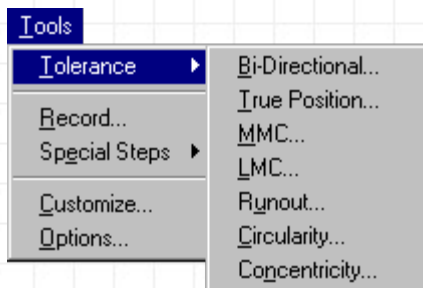 Tools
Tolerance
Record...
Special Steps
Customize...
Options...
Bi-Directional...
True Position...
MMC...
LMC...
Runout...
Circularity...
Concentricity...